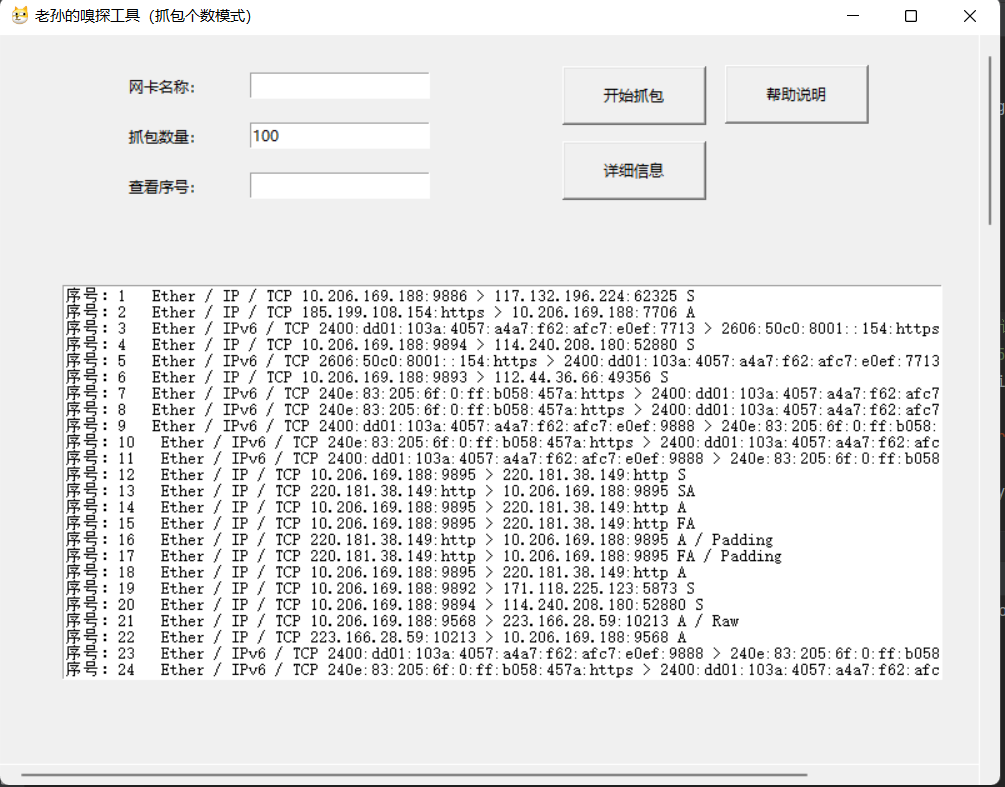 老孙的嗅探工具（抓包个数模式）
网卡名称：
开始抓包
帮助说明
抓包数量：
100
详细信息
查看序号：
序号：1   Ether / IP / TCP 10.206.169.188:9886 > 117.132.196.224:62325 S
序号：2   Ether / IP / TCP 185.199.108.154:https > 10.206.169.188:7706 A
序号：3   Ether / IPv6 / TCP 2400:dd01:103a:4057:a4a7:f62:afc7:e0ef:7713 > 2606:50c0:8001::154:https
序号：4   Ether / IP / TCP 10.206.169.188:9894 > 114.240.208.180:52880 S
序号：5   Ether / IPv6 / TCP 2606:50c0:8001::154:https > 2400:dd01:103a:4057:a4a7:f62:afc7:e0ef:7713
序号：6   Ether / IP / TCP 10.206.169.188:9893 > 112.44.36.66:49356 S
序号：7   Ether / IPv6 / TCP 240e:83:205:6f:0:ff:b058:457a:https > 2400:dd01:103a:4057:a4a7:f62:afc7
序号：8   Ether / IPv6 / TCP 240e:83:205:6f:0:ff:b058:457a:https > 2400:dd01:103a:4057:a4a7:f62:afc7
序号：9   Ether / IPv6 / TCP 2400:dd01:103a:4057:a4a7:f62:afc7:e0ef:9888 > 240e:83:205:6f:0:ff:b058:
序号：10   Ether / IPv6 / TCP 240e:83:205:6f:0:ff:b058:457a:https > 2400:dd01:103a:4057:a4a7:f62:afc
序号：11   Ether / IPv6 / TCP 2400:dd01:103a:4057:a4a7:f62:afc7:e0ef:9888 > 240e:83:205:6f:0:ff:b058
序号：12   Ether / IP / TCP 10.206.169.188:9895 > 220.181.38.149:http S
序号：13   Ether / IP / TCP 220.181.38.149:http > 10.206.169.188:9895 SA
序号：14   Ether / IP / TCP 10.206.169.188:9895 > 220.181.38.149:http A
序号：15   Ether / IP / TCP 10.206.169.188:9895 > 220.181.38.149:http FA
序号：16   Ether / IP / TCP 220.181.38.149:http > 10.206.169.188:9895 A / Padding
序号：17   Ether / IP / TCP 220.181.38.149:http > 10.206.169.188:9895 FA / Padding
序号：18   Ether / IP / TCP 10.206.169.188:9895 > 220.181.38.149:http A
序号：19   Ether / IP / TCP 10.206.169.188:9892 > 171.118.225.123:5873 S
序号：20   Ether / IP / TCP 10.206.169.188:9894 > 114.240.208.180:52880 S
序号：21   Ether / IP / TCP 10.206.169.188:9568 > 223.166.28.59:10213 A / Raw
序号：22   Ether / IP / TCP 223.166.28.59:10213 > 10.206.169.188:9568 A
序号：23   Ether / IPv6 / TCP 2400:dd01:103a:4057:a4a7:f62:afc7:e0ef:9888 > 240e:83:205:6f:0:ff:b058
序号：24   Ether / IPv6 / TCP 240e:83:205:6f:0:ff:b058:457a:https > 2400:dd01:103a:4057:a4a7:f62:afc